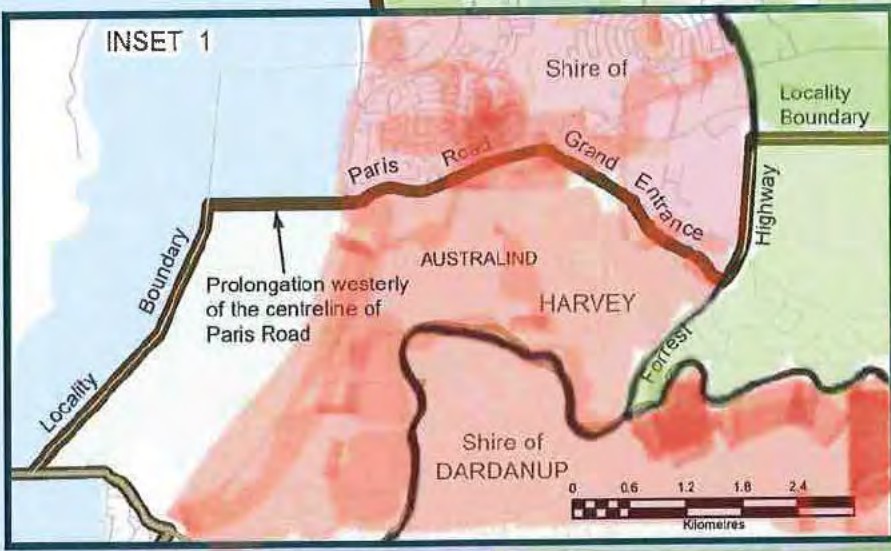 INSET 1
Shire of
Locality
Boundary
Paris Road Grand Entrance
Highway
Boundary
Locality
Prolongation westerly
of the centreline of
Paris Road
AUSTRALIND
HARVEY
Forrest
Shire of
DARDANUP
0 0.6 1.2 1.8 2.4
Kilometres